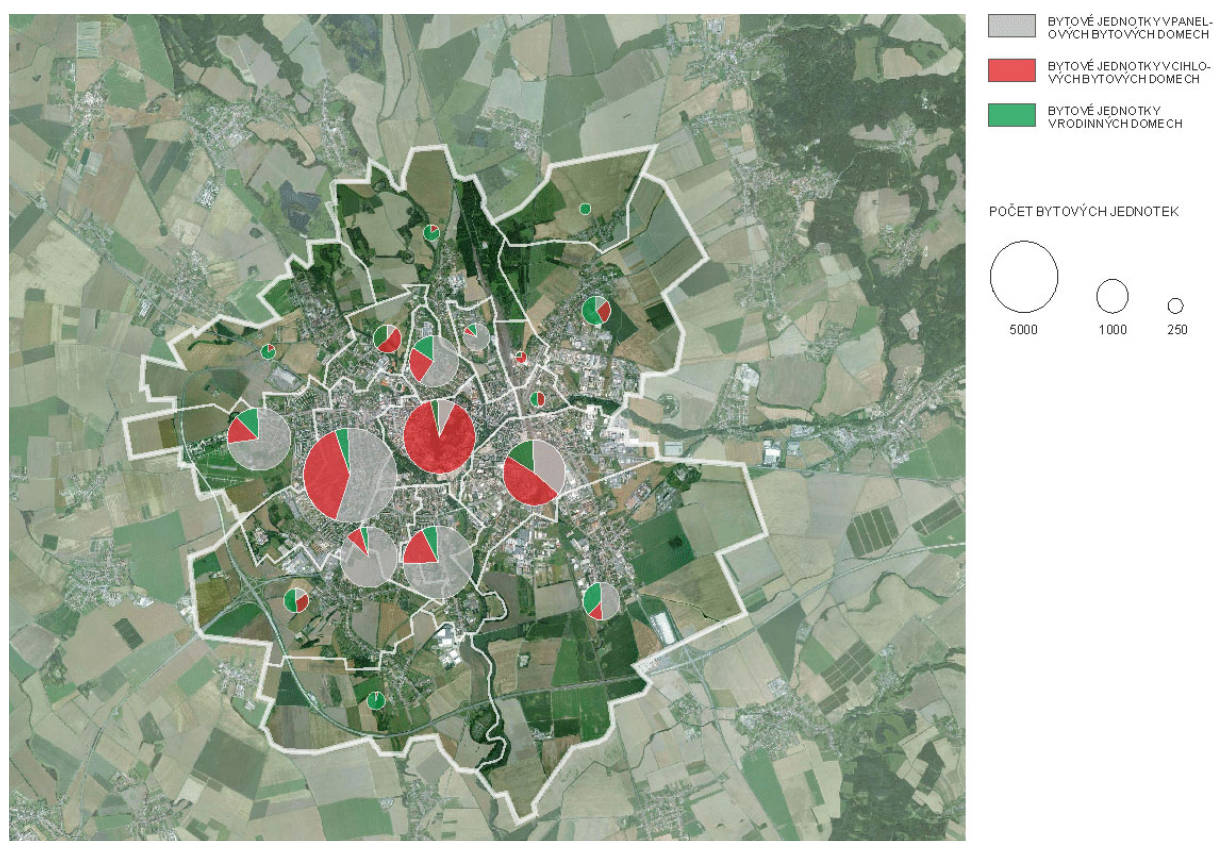 BYTOVÉ JEDNOTKY V PANEL-
OVÝCH BYTOVÝCH DOMECH
BYTOVÉ JEDNOTKY V CIHLO-
VÝCH BYTOVÝCH DOMECH
BYTOVÉ JEDNOTKY
V RODINNÝCH DOMECH
POČET BYTOVÝCH JEDNOTEK
5000 1000 250